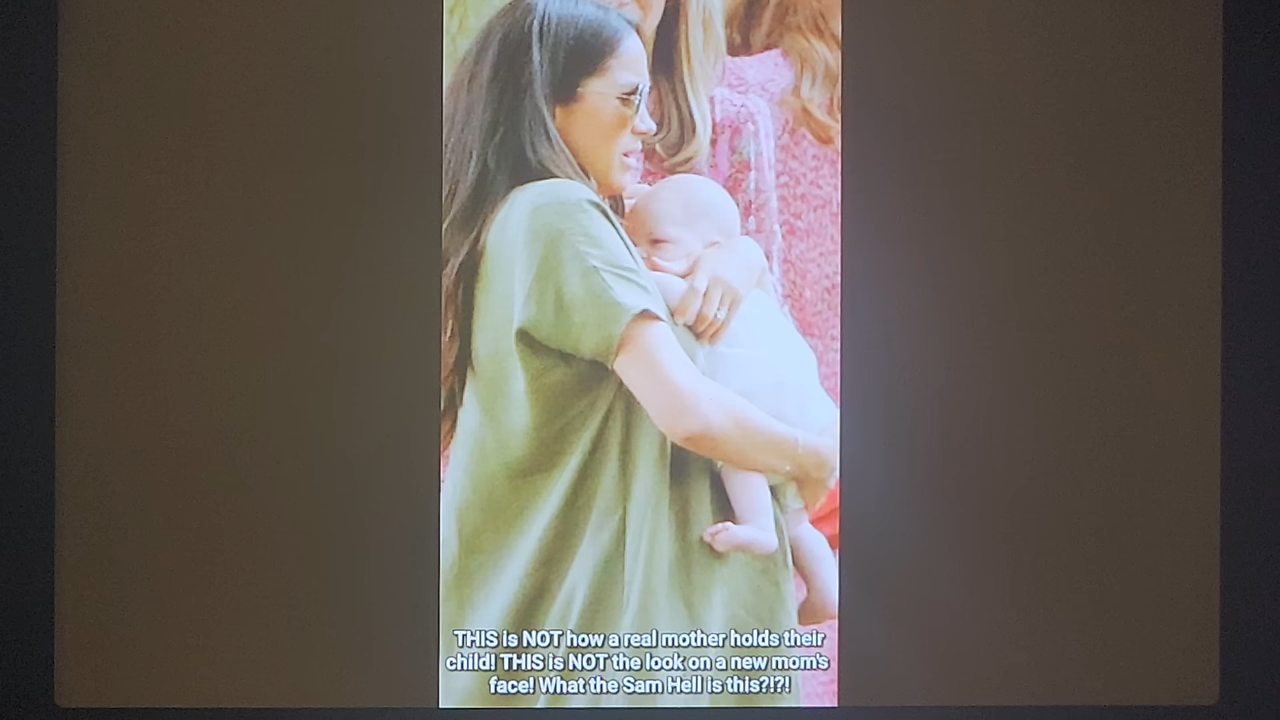 THIS is NOT how a real mother holds their
child! THIS is NOT the look on a new mom's
face! What the Sam Hell is this?!?!